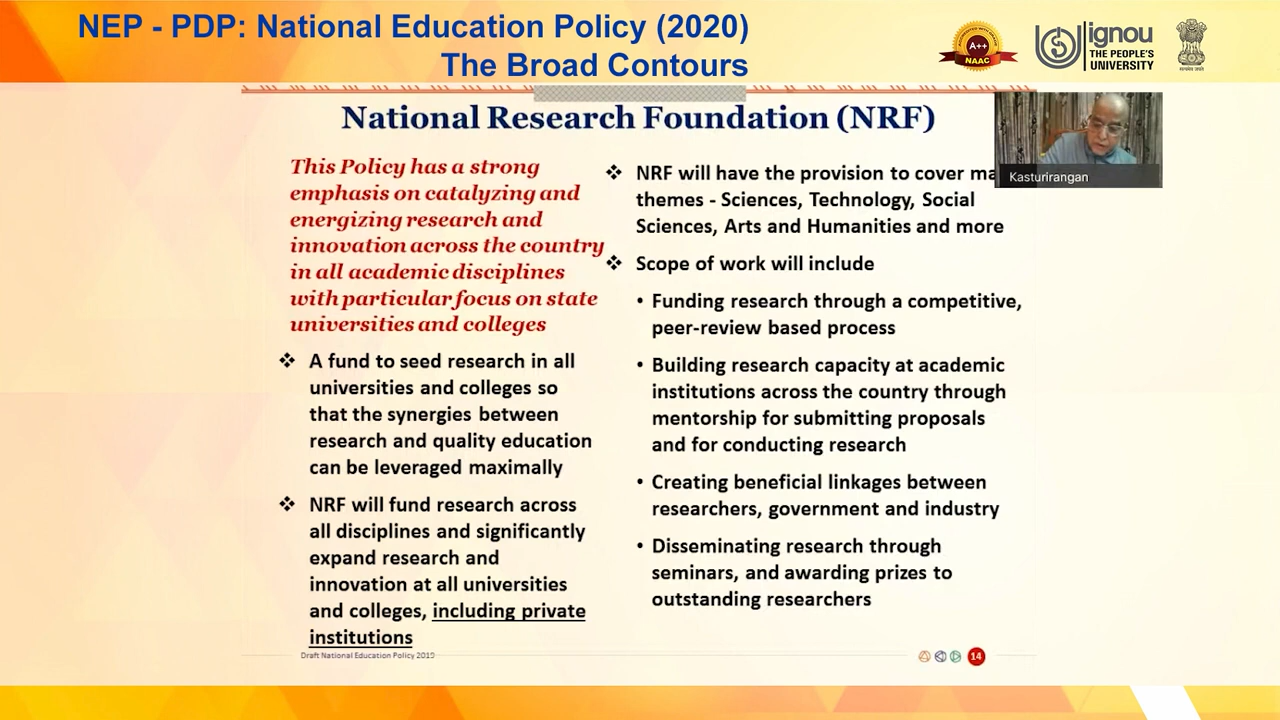 NEP - PDP: National Education Policy (2020)
The Broad Contours
A++
NAAC
ignou
THE PEOPLE'S
UNIVERSITY
National Research Foundation (NRF)
This Policy has a strong
emphasis on catalyzing and
energizing research and
innovation across the country
in all academic disciplines
with particular focus on state
universities and colleges
❖ A fund to seed research in all
universities and colleges so
that the synergies between
research and quality education
can be leveraged maximally
❖ NRF will fund research across
all disciplines and significantly
expand research and
innovation at all universities
and colleges, including private
institutions
❖ NRF will have the provision to cover
themes - Sciences, Technology, Social
Sciences, Arts and Humanities and more
❖ Scope of work will include
• Funding research through a competitive,
peer-review based process
• Building research capacity at academic
institutions across the country through
mentorship for submitting proposals
and for conducting research
• Creating beneficial linkages between
researchers, government and industry
• Disseminating research through
seminars, and awarding prizes to
outstanding researchers
Kasturirangan
Draft National Education Policy 2019
14